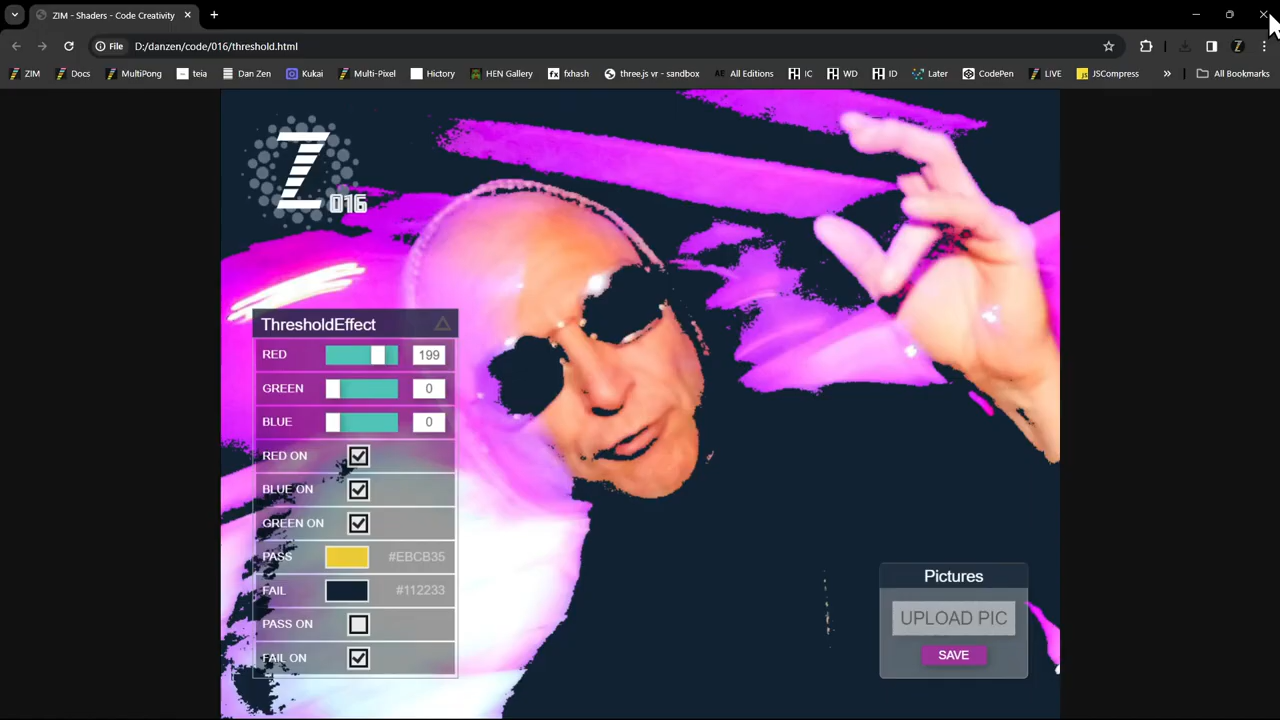 ZIM - Shaders - Code Creativity
File D:/danzen/code/016/threshold.html
ZIM Docs MultiPong teia Dan Zen Kukai Multi-Pixel Hictory HEN Gallery fxhash three.js vr - sandbox AE All Editions IC WD ID Later CodePen LIVE JS JSCompress » All Bookmarks
Z 016
ThresholdEffect
RED 199
GREEN 0
BLUE 0
RED ON
BLUE ON
GREEN ON
PASS #EBCB35
FAIL #112233
PASS ON
FAIL ON
Pictures
UPLOAD PIC
SAVE